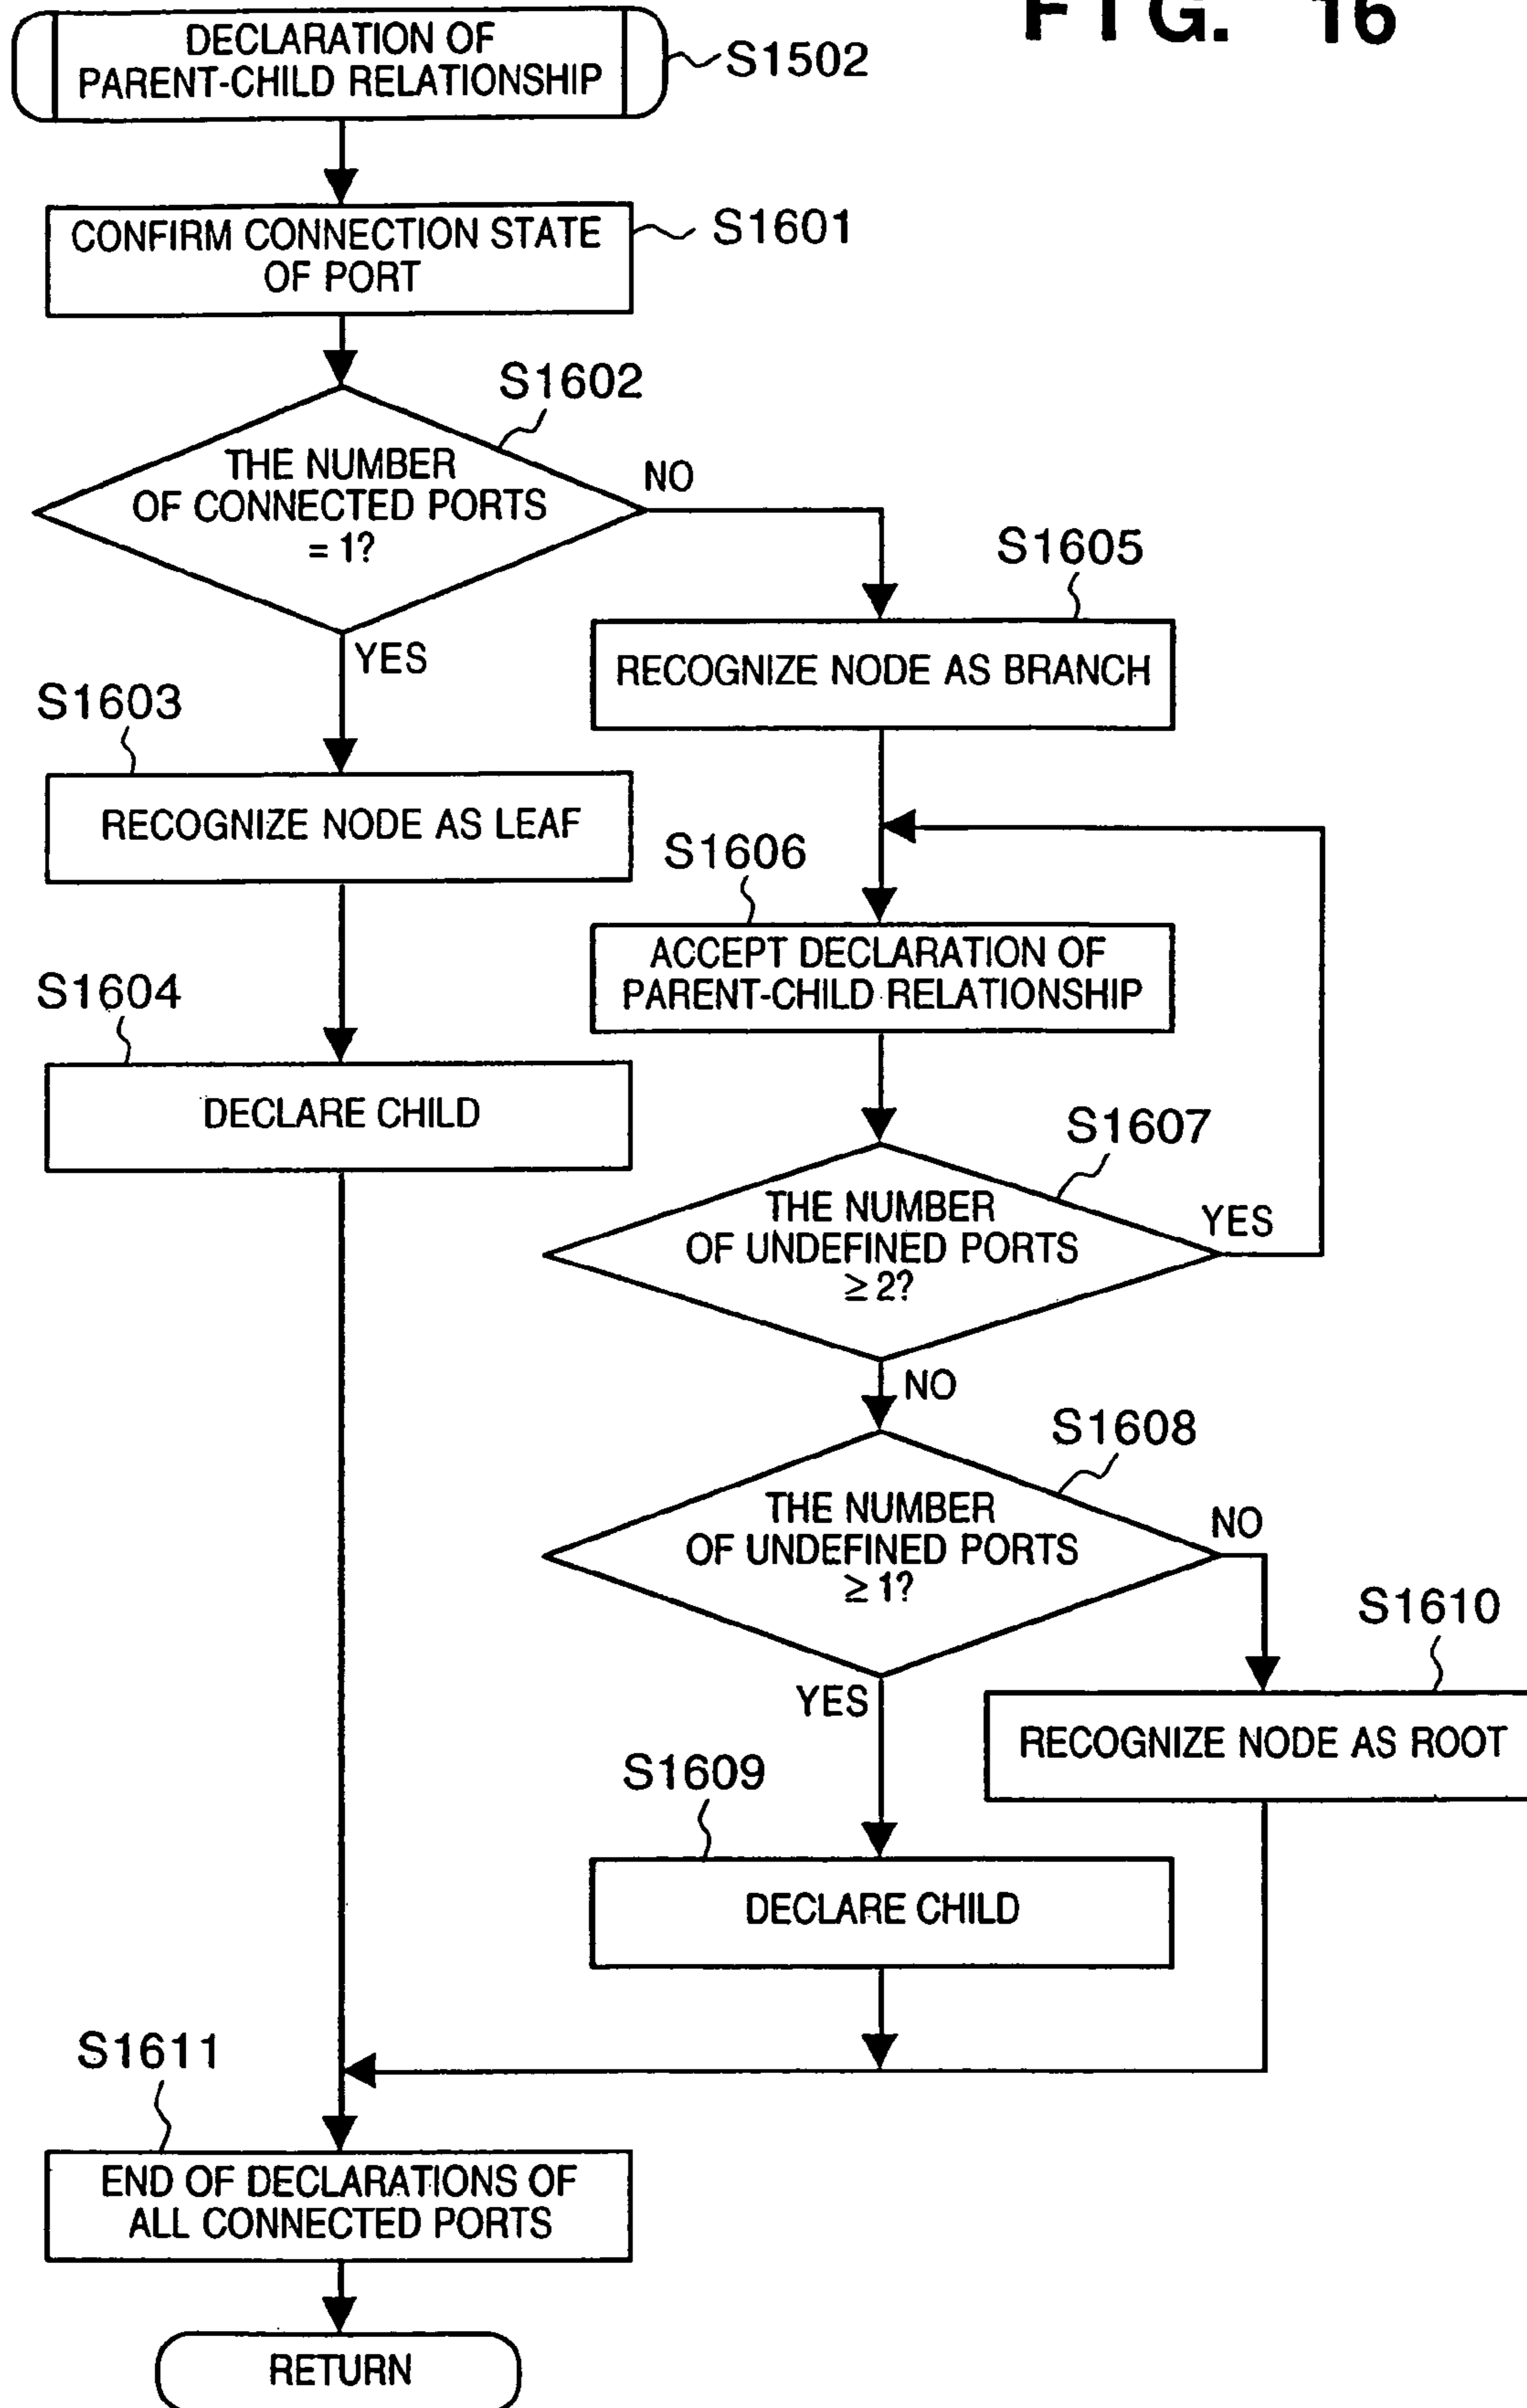 FIG. 16
DECLARATION OF
PARENT-CHILD RELATIONSHIP
S1502
CONFIRM CONNECTION STATE
OF PORT
S1601
S1602
THE NUMBER
OF CONNECTED PORTS
= 1?
NO
YES
S1605
RECOGNIZE NODE AS BRANCH
S1603
RECOGNIZE NODE AS LEAF
S1606
ACCEPT DECLARATION OF
PARENT-CHILD RELATIONSHIP
S1604
DECLARE CHILD
S1607
THE NUMBER
OF UNDEFINED PORTS
≥ 2?
YES
NO
S1608
THE NUMBER
OF UNDEFINED PORTS
≥ 1?
NO
YES
S1610
RECOGNIZE NODE AS ROOT
S1609
DECLARE CHILD
S1611
END OF DECLARATIONS OF
ALL CONNECTED PORTS
RETURN